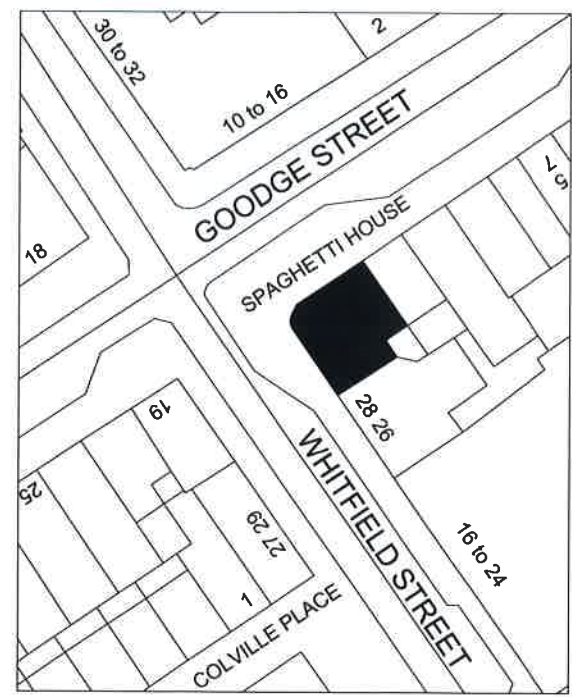 30 to 32
2
10 to 16
GOODGE STREET
5
7
SPAGHETTI HOUSE
18
28 26
19
WHITFIELD STREET
25
27 29
16 to 24
1
COLVILLE PLACE